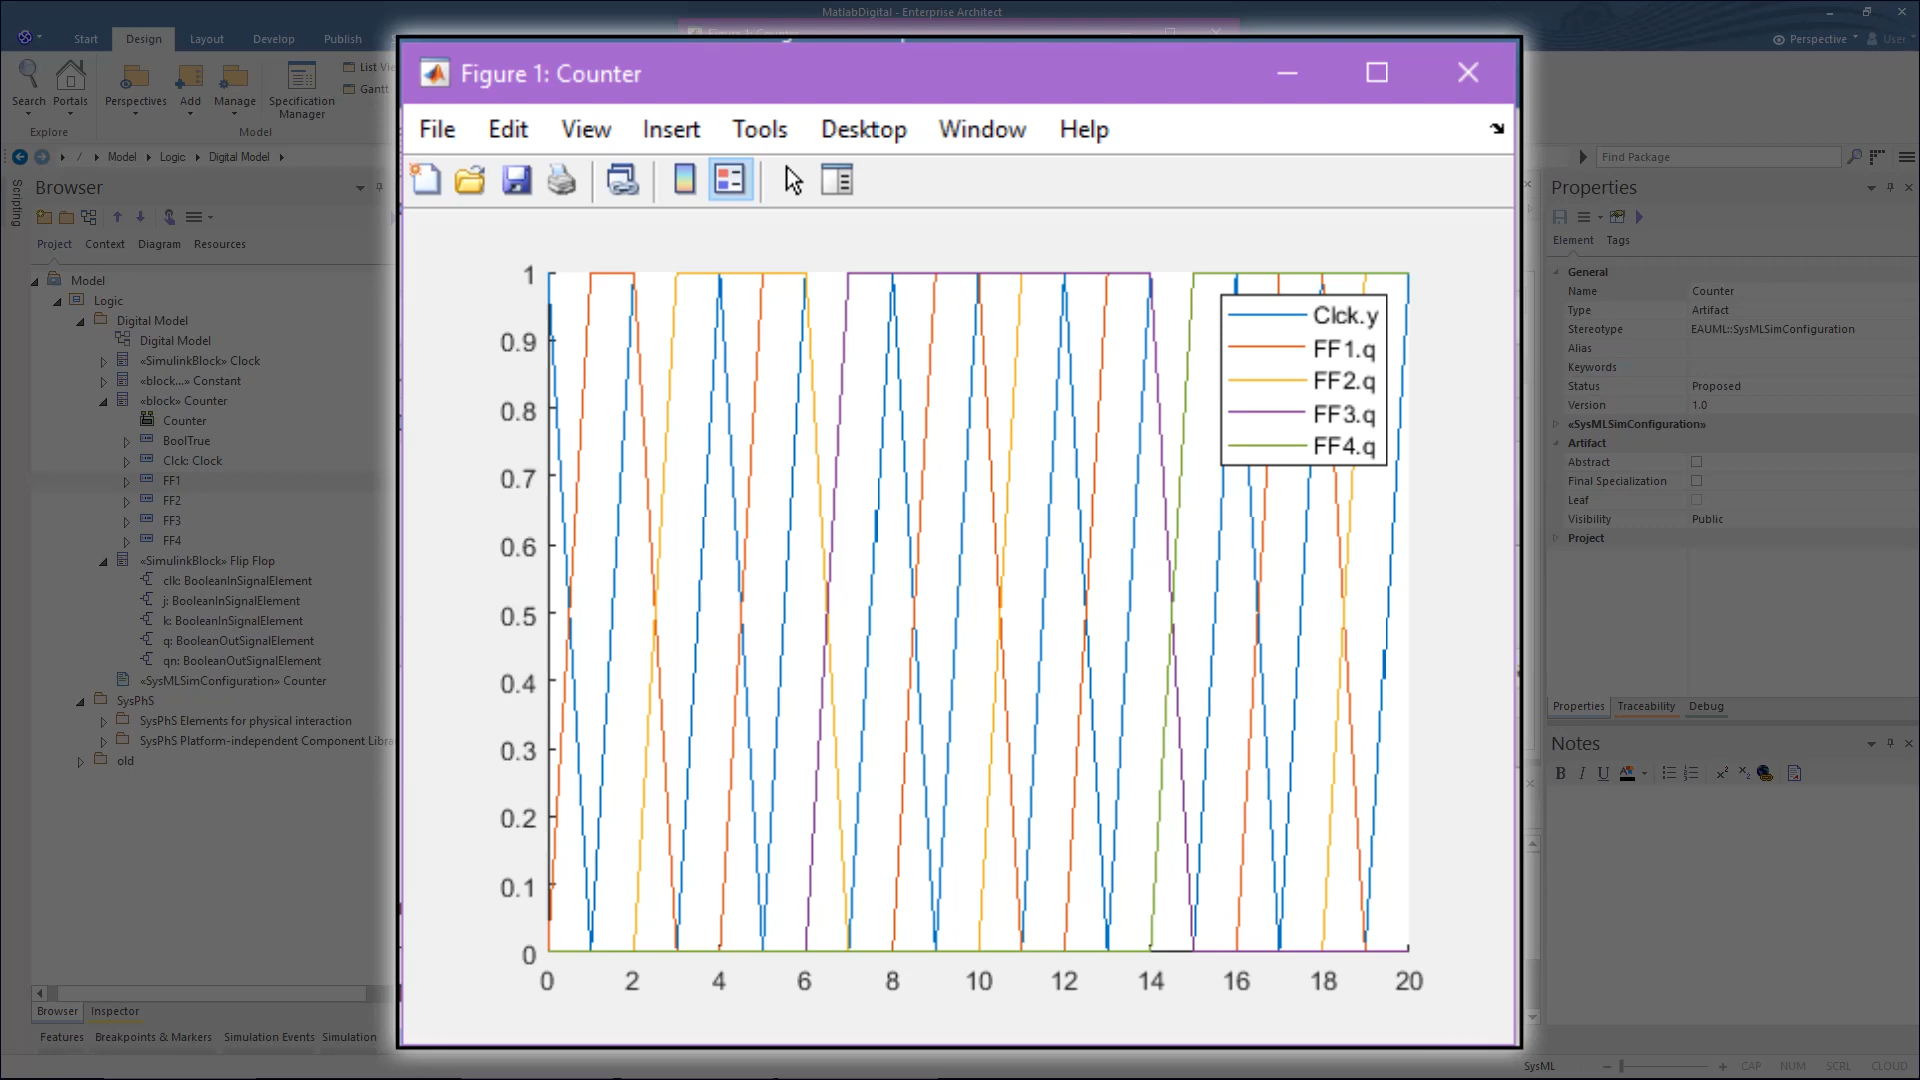 MatlabDigital - Enterprise Architect
Start Design Layout Develop Publish
Perspective User
Search Portals Perspectives Add Manage Specification Manager
Gantt
Explore Model
Model Logic Digital Model
Find Package
Scripting
Browser
Project Context Diagram Resources
Model
Logic
Digital Model
Digital Model
«SimulinkBlock» Clock
«block...» Constant
«block» Counter
Counter
BoolTrue
Clck: Clock
FF1
FF2
FF3
FF4
«SimulinkBlock» Flip Flop
clk: BooleanInSignalElement
j: BooleanInSignalElement
k: BooleanInSignalElement
q: BooleanOutSignalElement
qn: BooleanOutSignalElement
«SysMLSimConfiguration» Counter
SysPhS
SysPhS Elements for physical interaction
SysPhS Platform-independent Component
old
Browser Inspector
Features Breakpoints & Markers Simulation Events Simulation
Figure 1: Counter
File Edit View Insert Tools Desktop Window Help
1
0.9
0.8
0.7
0.6
0.5
0.4
0.3
0.2
0.1
0
0 2 4 6 8 10 12 14 16 18 20
Clck.y
FF1.q
FF2.q
FF3.q
FF4.q
Properties
Element Tags
General
Name Counter
Type Artifact
Stereotype EAUML::SysMLSimConfiguration
Alias
Keywords
Status Proposed
Version 1.0
«SysMLSimConfiguration»
Artifact
Abstract
Final Specialization
Leaf
Visibility Public
Project
Properties Traceability Debug
Notes
B I U
SysML CAP NUM SCRL CLOUD